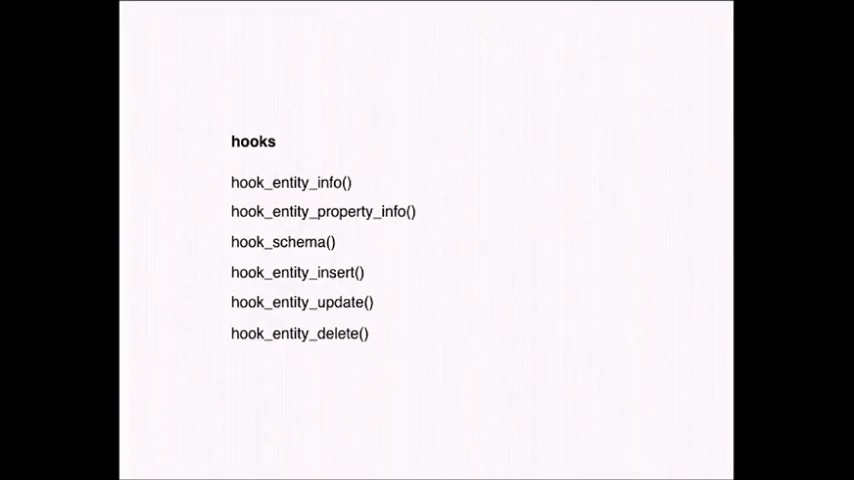 hooks
hook_entity_info()
hook_entity_property_info()
hook_schema()
hook_entity_insert()
hook_entity_update()
hook_entity_delete()